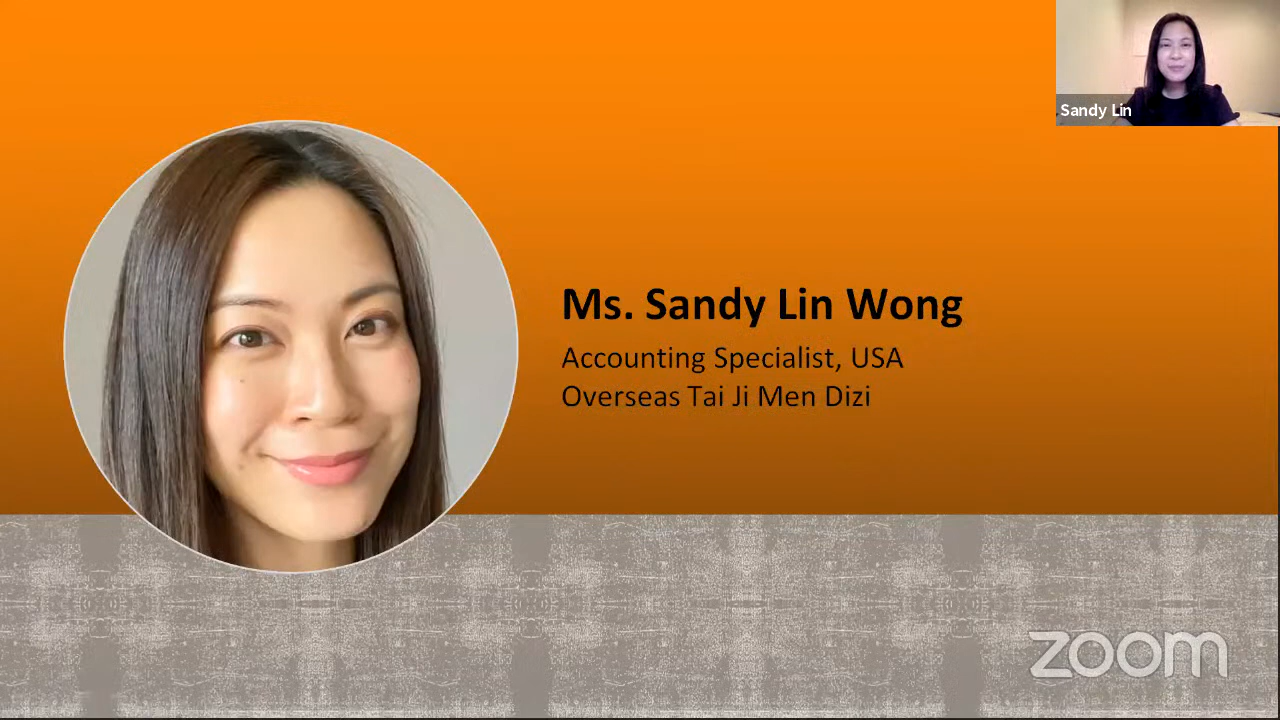 Sandy Lin
Ms. Sandy Lin Wong
Accounting Specialist, USA
Overseas Tai Ji Men Dizi
zoom